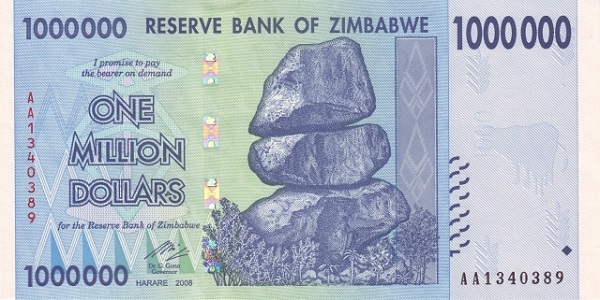 1000000 RESERVE BANK OF ZIMBABWE 1000000
I promise to pay
the bearer on demand
AA1340389
ONE
MILLION
DOLLARS
for the Reserve Bank of Zimbabwe
Dr. G. Gono
Governor
1000000 HARARE 2008
AA1340389